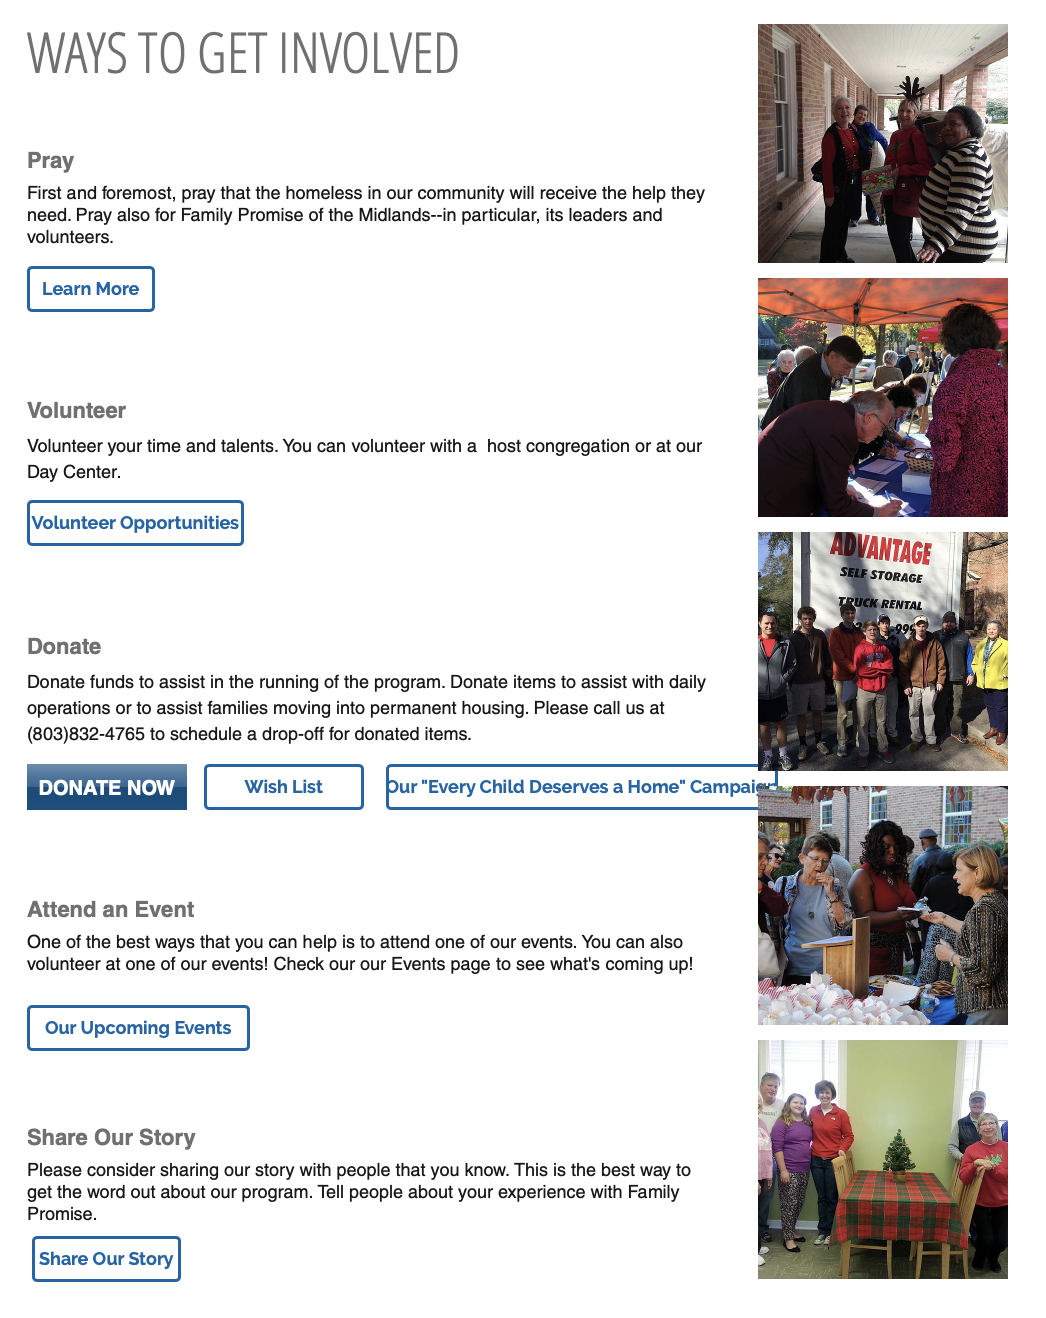 WAYS TO GET INVOLVED
Pray
First and foremost, pray that the homeless in our community will receive the help they
need. Pray also for Family Promise of the Midlands--in particular, its leaders and
volunteers.
Learn More
Volunteer
Volunteer your time and talents. You can volunteer with a  host congregation or at our
Day Center.
Volunteer Opportunities
ADVANTAGE
SELF STORAGE
TRUCK RENTAL
Donate
Donate funds to assist in the running of the program. Donate items to assist with daily
operations or to assist families moving into permanent housing. Please call us at
(803)832-4765 to schedule a drop-off for donated items.
DONATE NOW
Wish List
Our "Every Child Deserves a Home" Campaign
Attend an Event
One of the best ways that you can help is to attend one of our events. You can also
volunteer at one of our events! Check our our Events page to see what's coming up!
Our Upcoming Events
Share Our Story
Please consider sharing our story with people that you know. This is the best way to
get the word out about our program. Tell people about your experience with Family
Promise.
Share Our Story